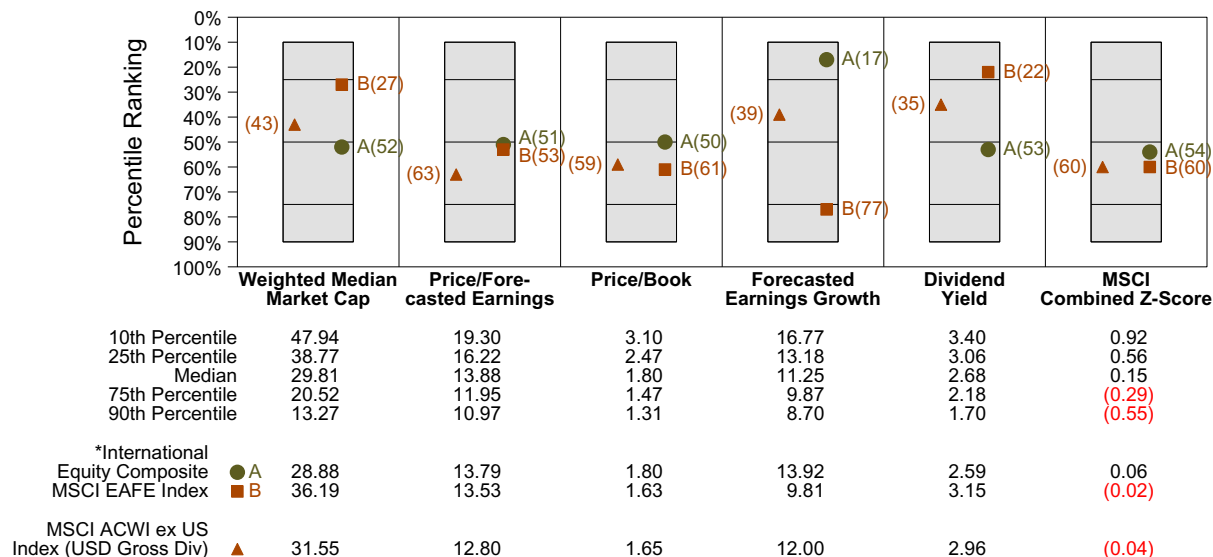 0%
10%
20%
30%
40%
50%
60%
70%
80%
90%
100%
Percentile Ranking
(43) B(27) A(52)
(63) A(51) B(53)
(59) A(50) B(61)
(39) A(17) B(77)
(35) B(22) A(53)
(60) A(54) B(60)
Weighted Median Price/Fore- Price/Book Forecasted Dividend MSCI
Market Cap casted Earnings Earnings Growth Yield Combined Z-Score
10th Percentile 47.94 19.30 3.10 16.77 3.40 0.92
25th Percentile 38.77 16.22 2.47 13.18 3.06 0.56
Median 29.81 13.88 1.80 11.25 2.68 0.15
75th Percentile 20.52 11.95 1.47 9.87 2.18 (0.29)
90th Percentile 13.27 10.97 1.31 8.70 1.70 (0.55)
*International
Equity Composite A 28.88 13.79 1.80 13.92 2.59 0.06
MSCI EAFE Index B 36.19 13.53 1.63 9.81 3.15 (0.02)
MSCI ACWI ex US
Index (USD Gross Div) 31.55 12.80 1.65 12.00 2.96 (0.04)